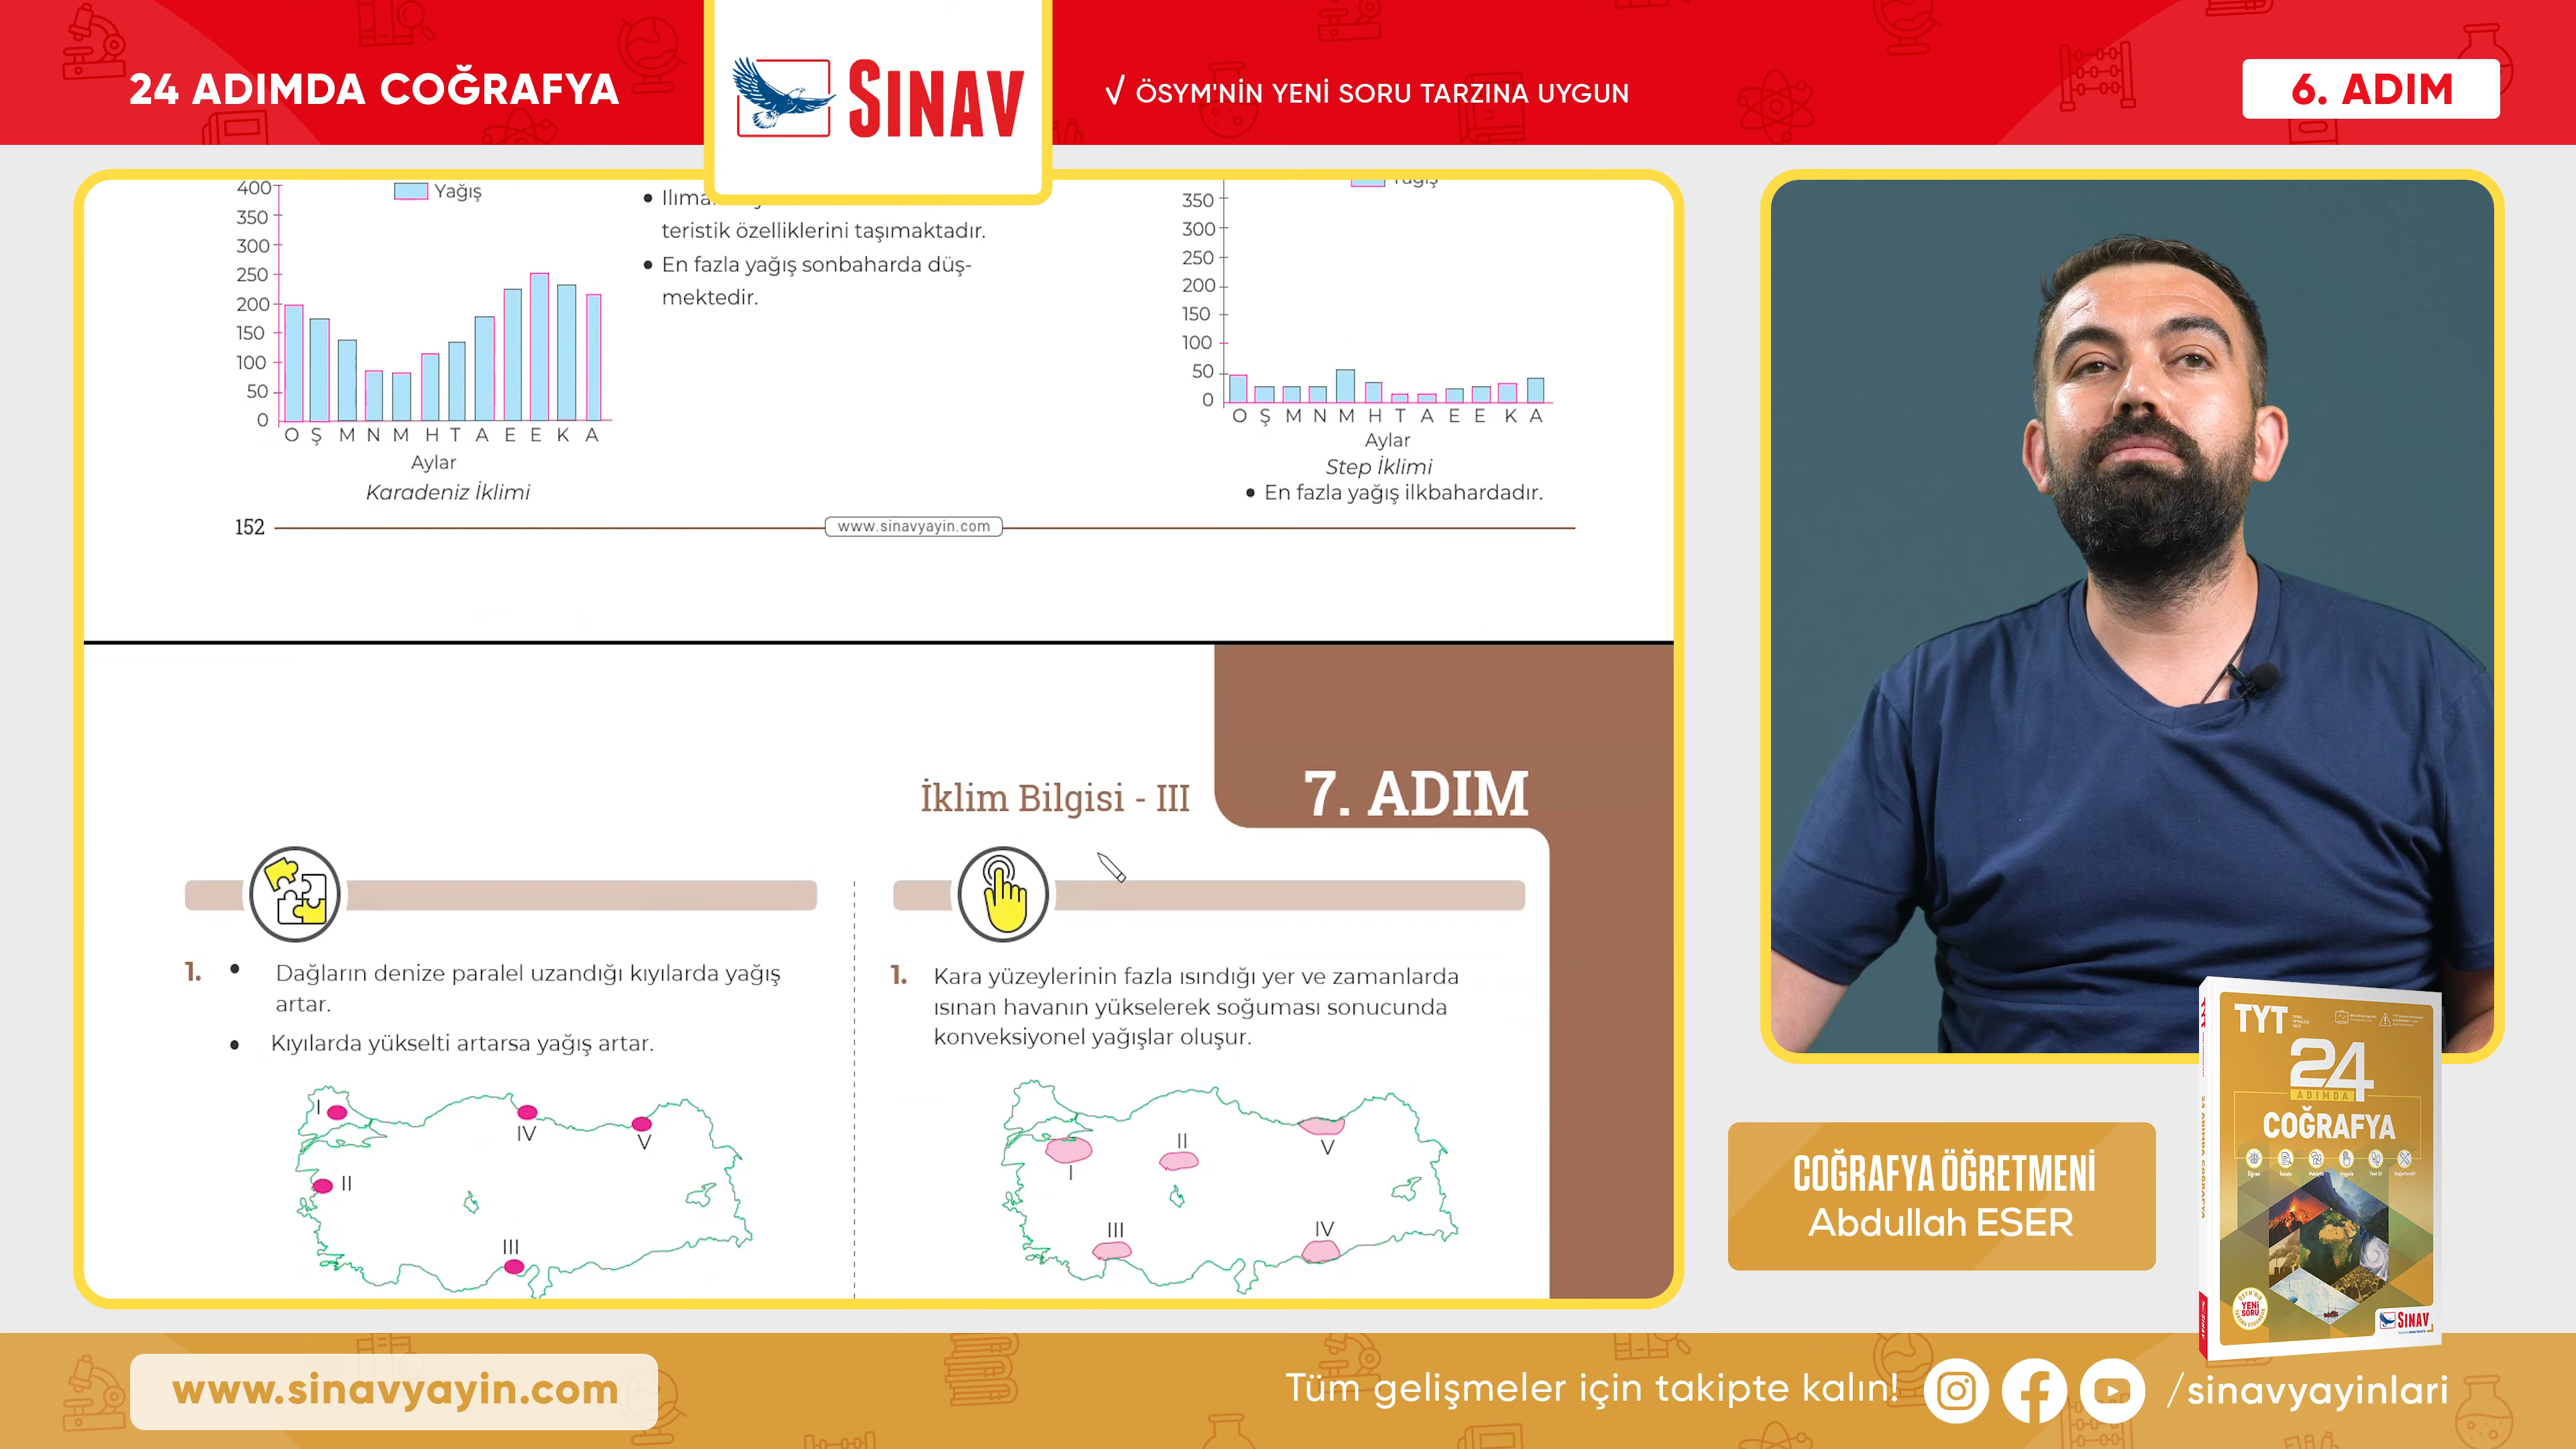 24 ADIMDA COĞRAFYA
SINAV
√ ÖSYM'NİN YENİ SORU TARZINA UYGUN
6. ADIM
400
350
300
250
200
150
100
50
0
Yağış
O Ş M N M H T A E E K A
Aylar
Karadeniz İklimi
teristik özelliklerini taşımaktadır.
• En fazla yağış sonbaharda düş-
mektedir.
350
300
250
200
150
100
50
0
O Ş M N M H T A E E K A
Aylar
Step İklimi
• En fazla yağış ilkbahardadır.
152
www.sinavyayin.com
İklim Bilgisi - III
7. ADIM
1. • Dağların denize paralel uzandığı kıyılarda yağış
artar.
• Kıyılarda yükselti artarsa yağış artar.
I
IV
V
II
III
1. Kara yüzeylerinin fazla ısındığı yer ve zamanlarda
ısınan havanın yükselerek soğuması sonucunda
konveksiyonel yağışlar oluşur.
II
V
I
III
IV
COĞRAFYA ÖĞRETMENİ
Abdullah ESER
TYT
24
ADIMDA
COĞRAFYA
YENİ
SORU
SINAV
www.sinavyayin.com
Tüm gelişmeler için takipte kalın!
/sinavyayinlari